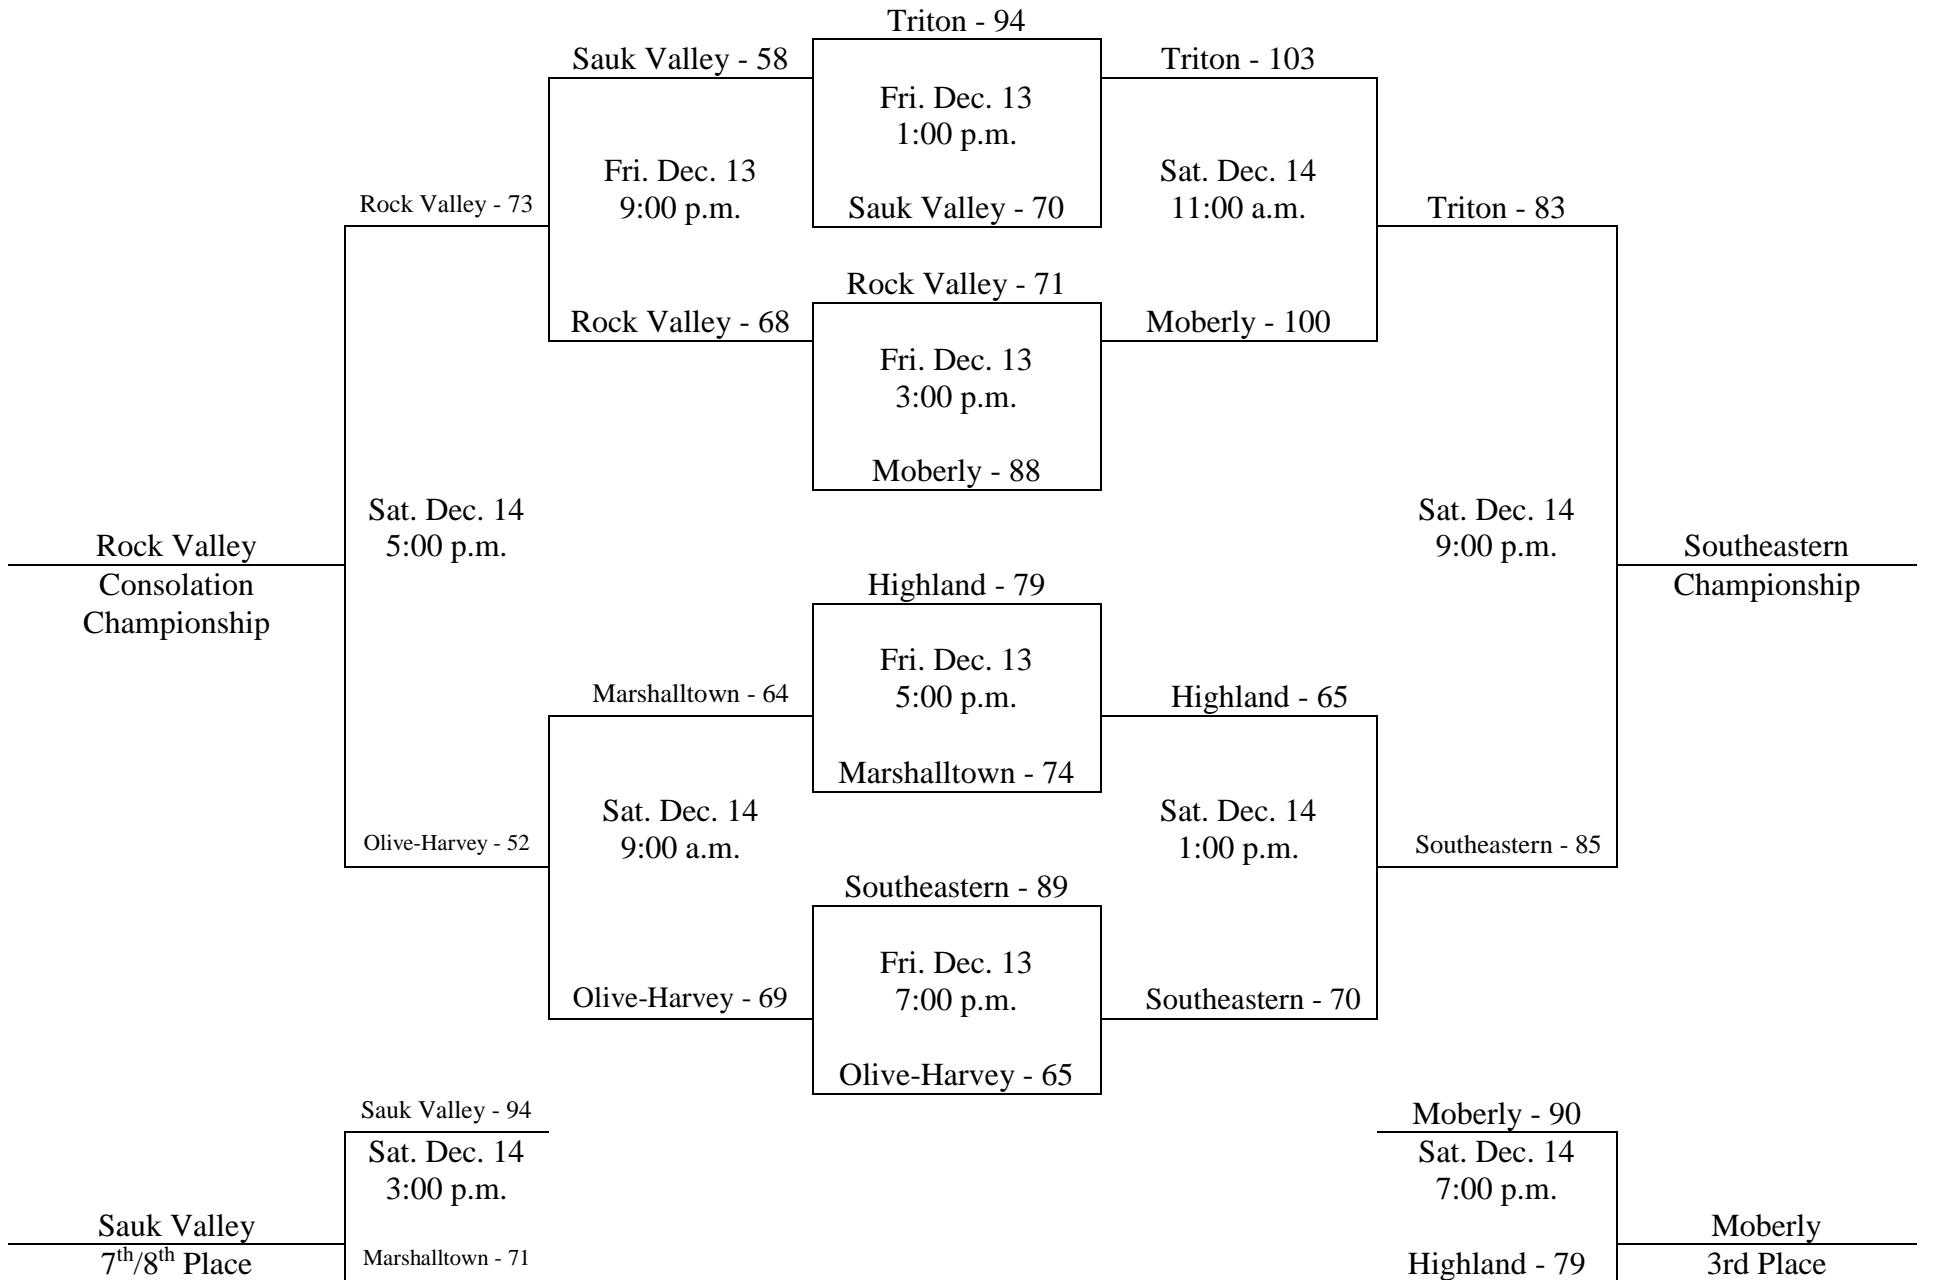 Triton - 94
Sauk Valley - 58
Triton - 103
Fri. Dec. 13
1:00 p.m.
Fri. Dec. 13
9:00 p.m.
Sat. Dec. 14
11:00 a.m.
Rock Valley - 73
Sauk Valley - 70
Triton - 83
Rock Valley - 71
Rock Valley - 68
Moberly - 100
Fri. Dec. 13
3:00 p.m.
Moberly - 88
Sat. Dec. 14
5:00 p.m.
Sat. Dec. 14
9:00 p.m.
Rock Valley
Consolation
Championship
Southeastern
Championship
Highland - 79
Fri. Dec. 13
5:00 p.m.
Marshalltown - 64
Highland - 65
Marshalltown - 74
Sat. Dec. 14
9:00 a.m.
Sat. Dec. 14
1:00 p.m.
Olive-Harvey - 52
Southeastern - 85
Southeastern - 89
Fri. Dec. 13
7:00 p.m.
Olive-Harvey - 69
Southeastern - 70
Olive-Harvey - 65
Sauk Valley - 94
Sat. Dec. 14
3:00 p.m.
Moberly - 90
Sat. Dec. 14
7:00 p.m.
Sauk Valley
7th/8th Place
Marshalltown - 71
Highland - 79
Moberly
3rd Place